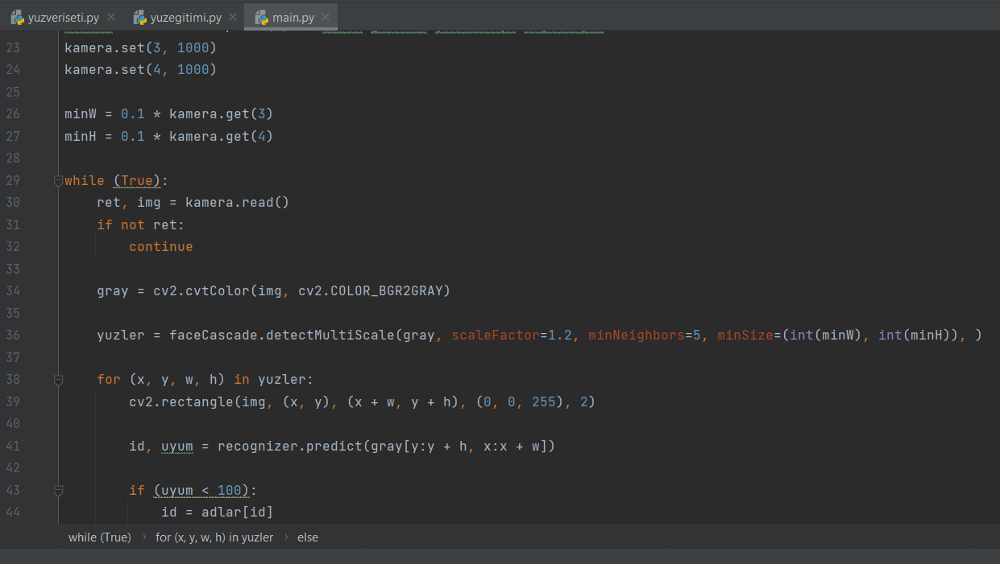 yuzveriseti.py yuzegitimi.py main.py
23 kamera.set(3, 1000)
24 kamera.set(4, 1000)
25
26 minW = 0.1 * kamera.get(3)
27 minH = 0.1 * kamera.get(4)
28
29 while (True):
30 ret, img = kamera.read()
31 if not ret:
32 continue
33
34 gray = cv2.cvtColor(img, cv2.COLOR_BGR2GRAY)
35
36 yuzler = faceCascade.detectMultiScale(gray, scaleFactor=1.2, minNeighbors=5, minSize=(int(minW), int(minH)), )
37
38 for (x, y, w, h) in yuzler:
39 cv2.rectangle(img, (x, y), (x + w, y + h), (0, 0, 255), 2)
40
41 id, uyum = recognizer.predict(gray[y:y + h, x:x + w])
42
43 if (uyum < 100):
44 id = adlar[id]
while (True) › for (x, y, w, h) in yuzler › else